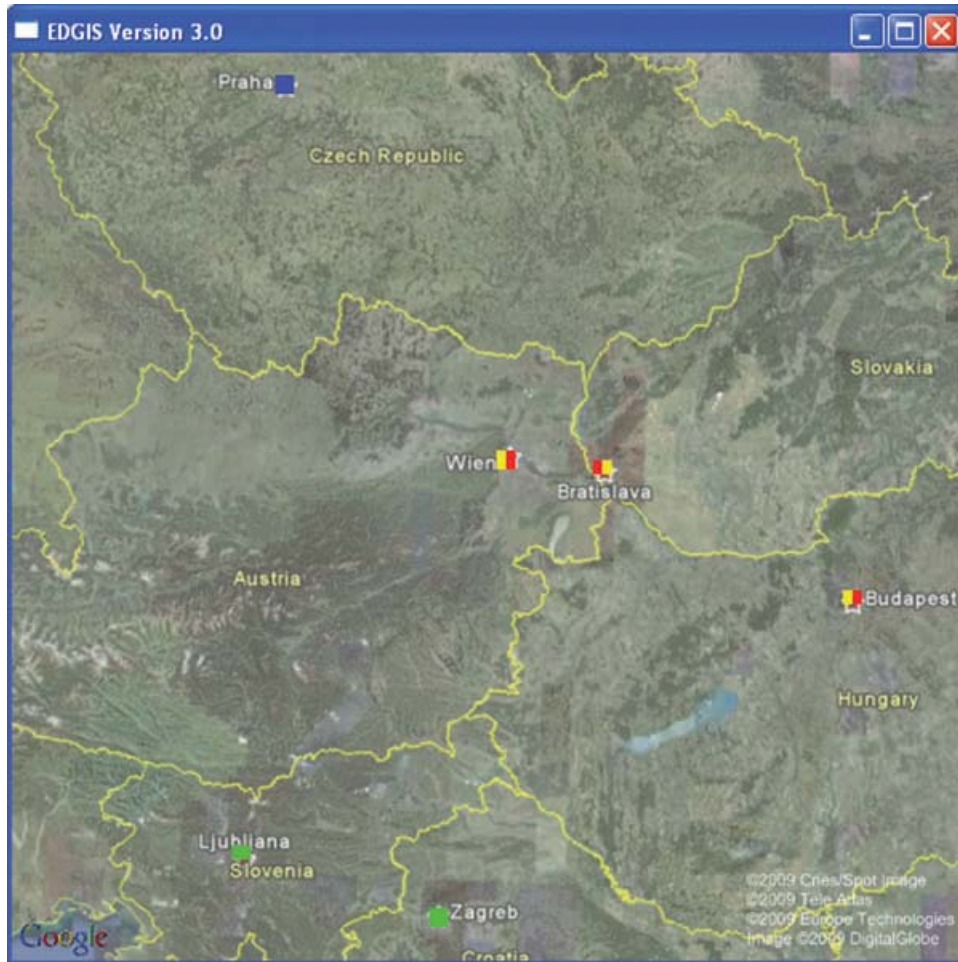 EDGIS Version 3.0
Praha
Czech Republic
Slovakia
Wien
Bratislava
Austria
Budapest
Hungary
Ljubljana
Slovenia
Zagreb
Croatia
©2009 Cnes/Spot Image
©2009 Tele Atlas
©2009 Europe Technologies
Image ©2009 DigitalGlobe
Google